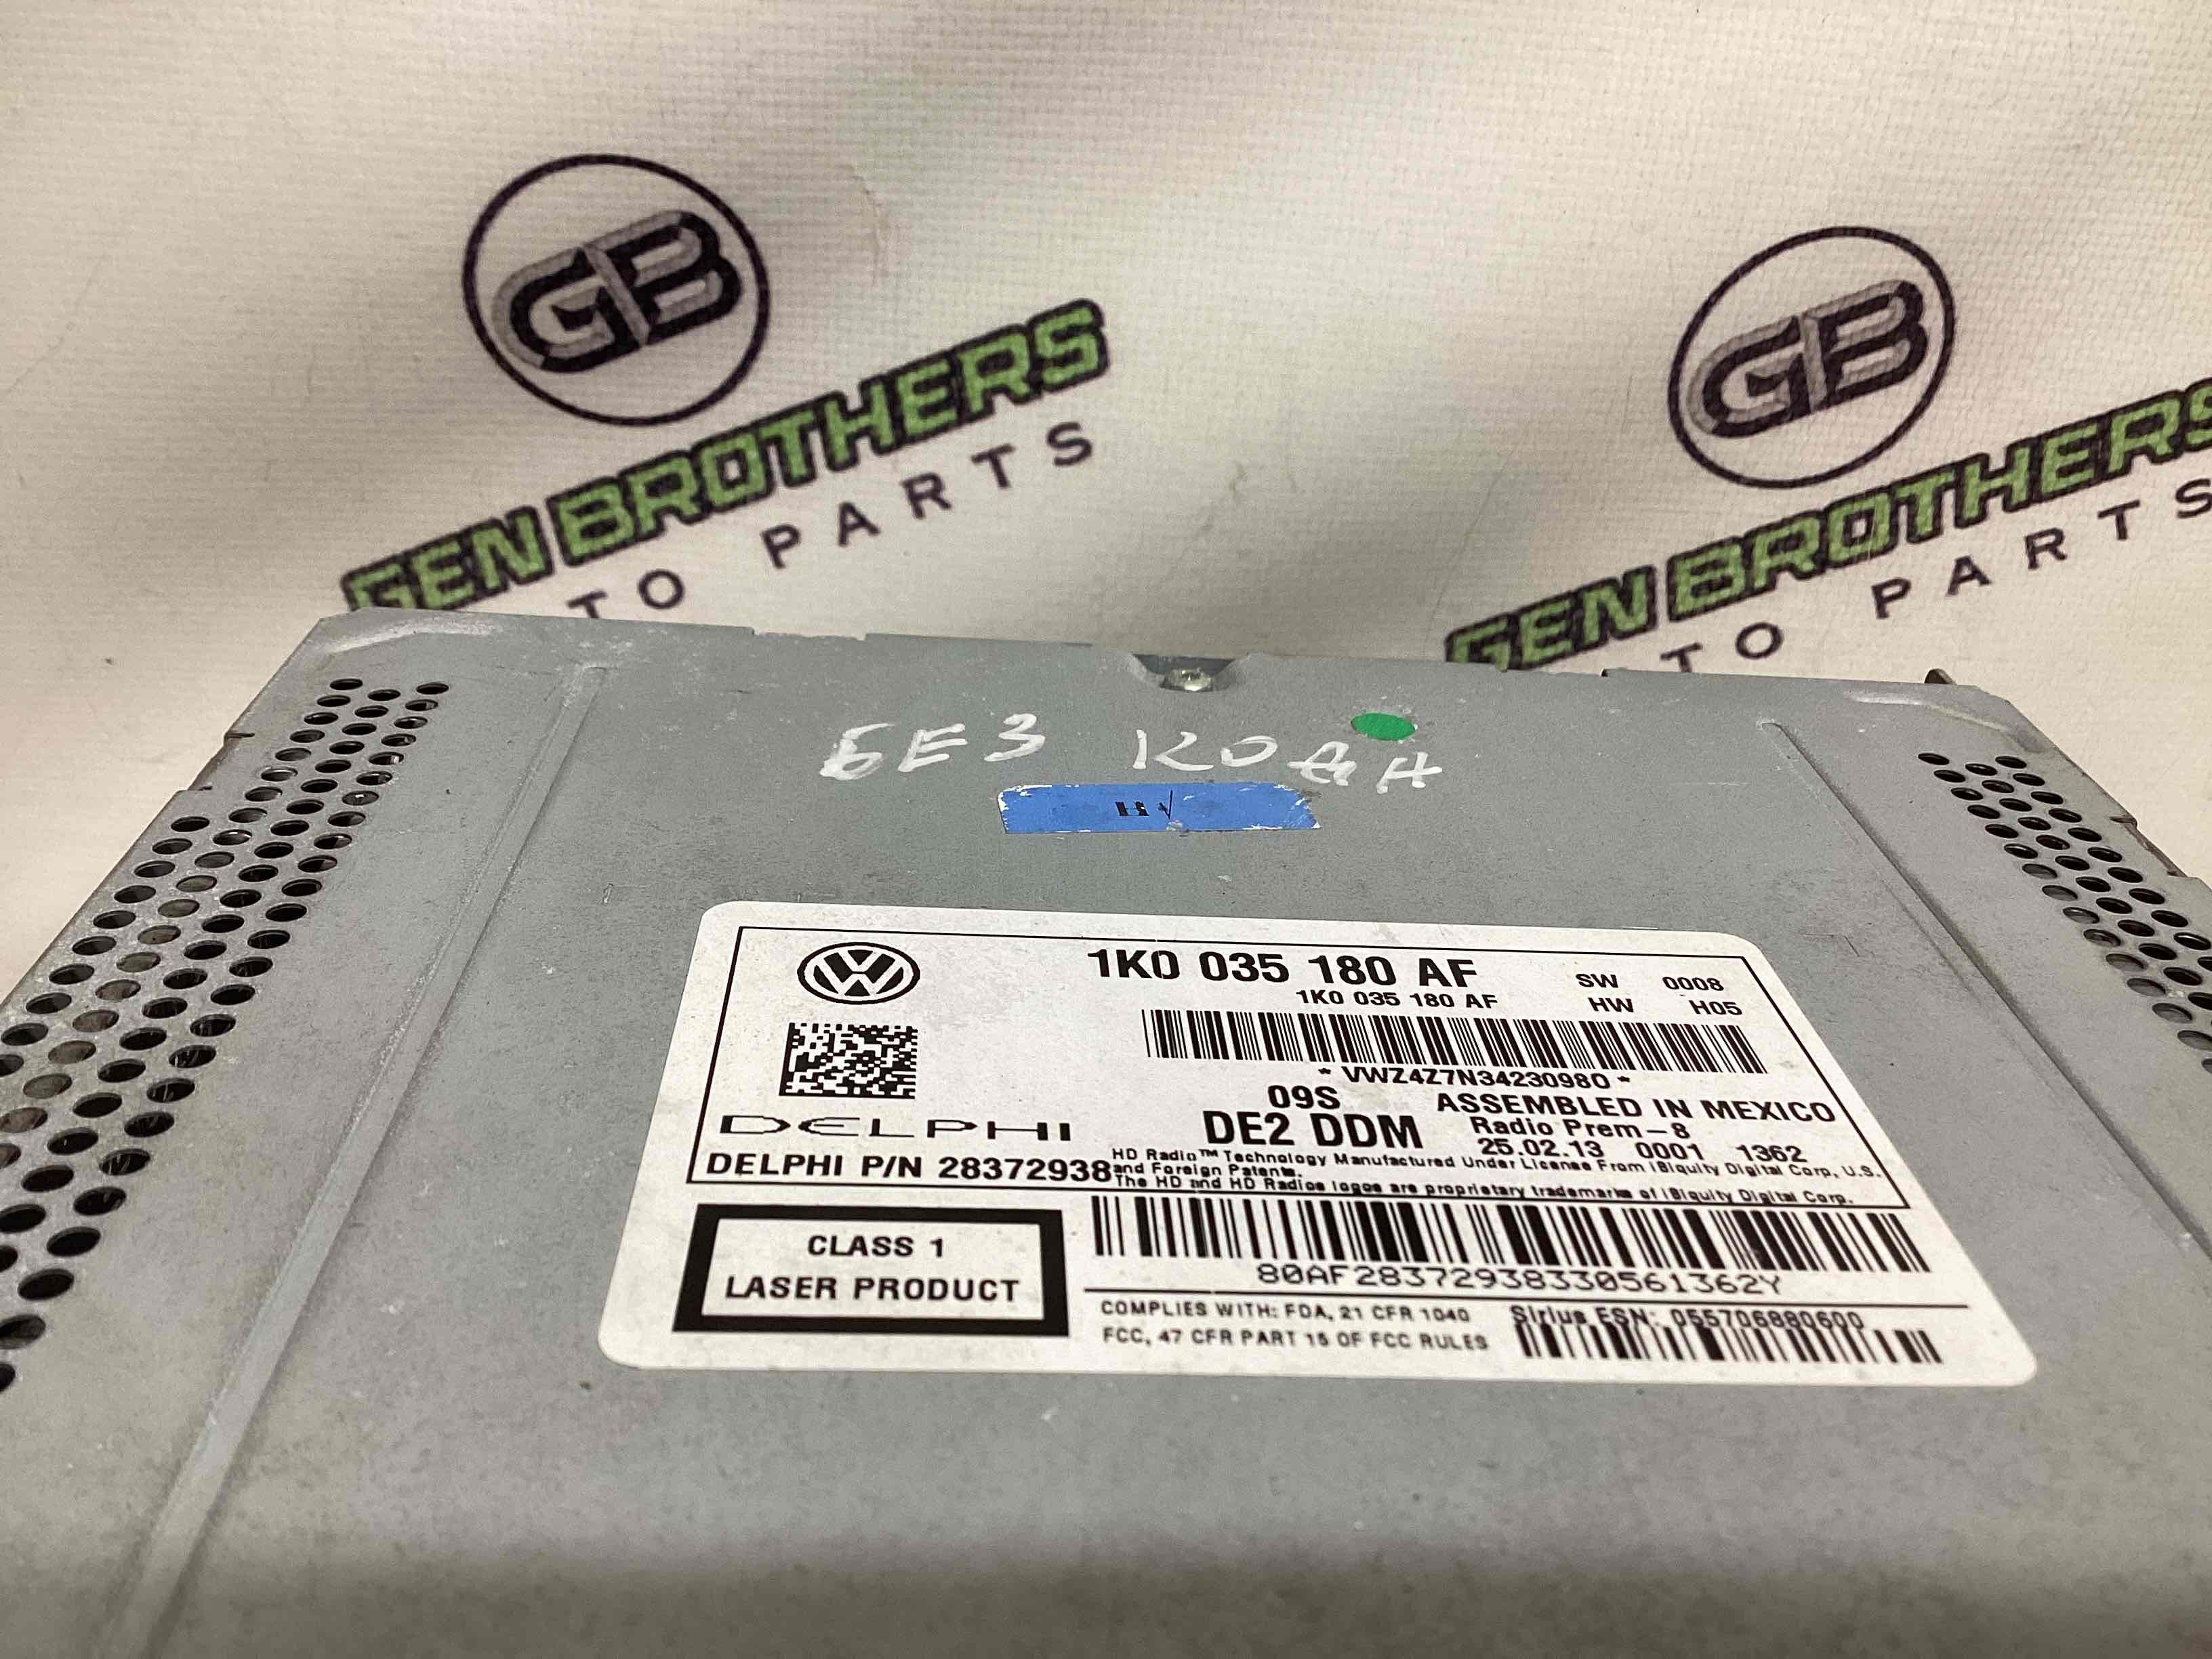 GB
GEN BROTHERS
TO PARTS
GB
GEN BROTHERS
TO PARTS
БЕЗ КОДА
1K0 035 180 AF
1K0 035 180 AF
SW 0008
HW H05
* VWZ4Z7N3423098O *
09S
ASSEMBLED IN MEXICO
DE2 DDM
Radio Prem-8
25.02.13 0001 1362
DELPHI
DELPHI P/N 28372938
HD Radio™ Technology Manufactured Under License From iBiquity Digital Corp, U.S.
and Foreign Patents.
The HD and HD Radios logos are proprietary trademarks of iBiquity Digital Corp.
CLASS 1
LASER PRODUCT
80AF28372938330561362Y
COMPLIES WITH: FDA, 21 CFR 1040
FCC, 47 CFR PART 15 OF FCC RULES
Sirius ESN: 055706880600